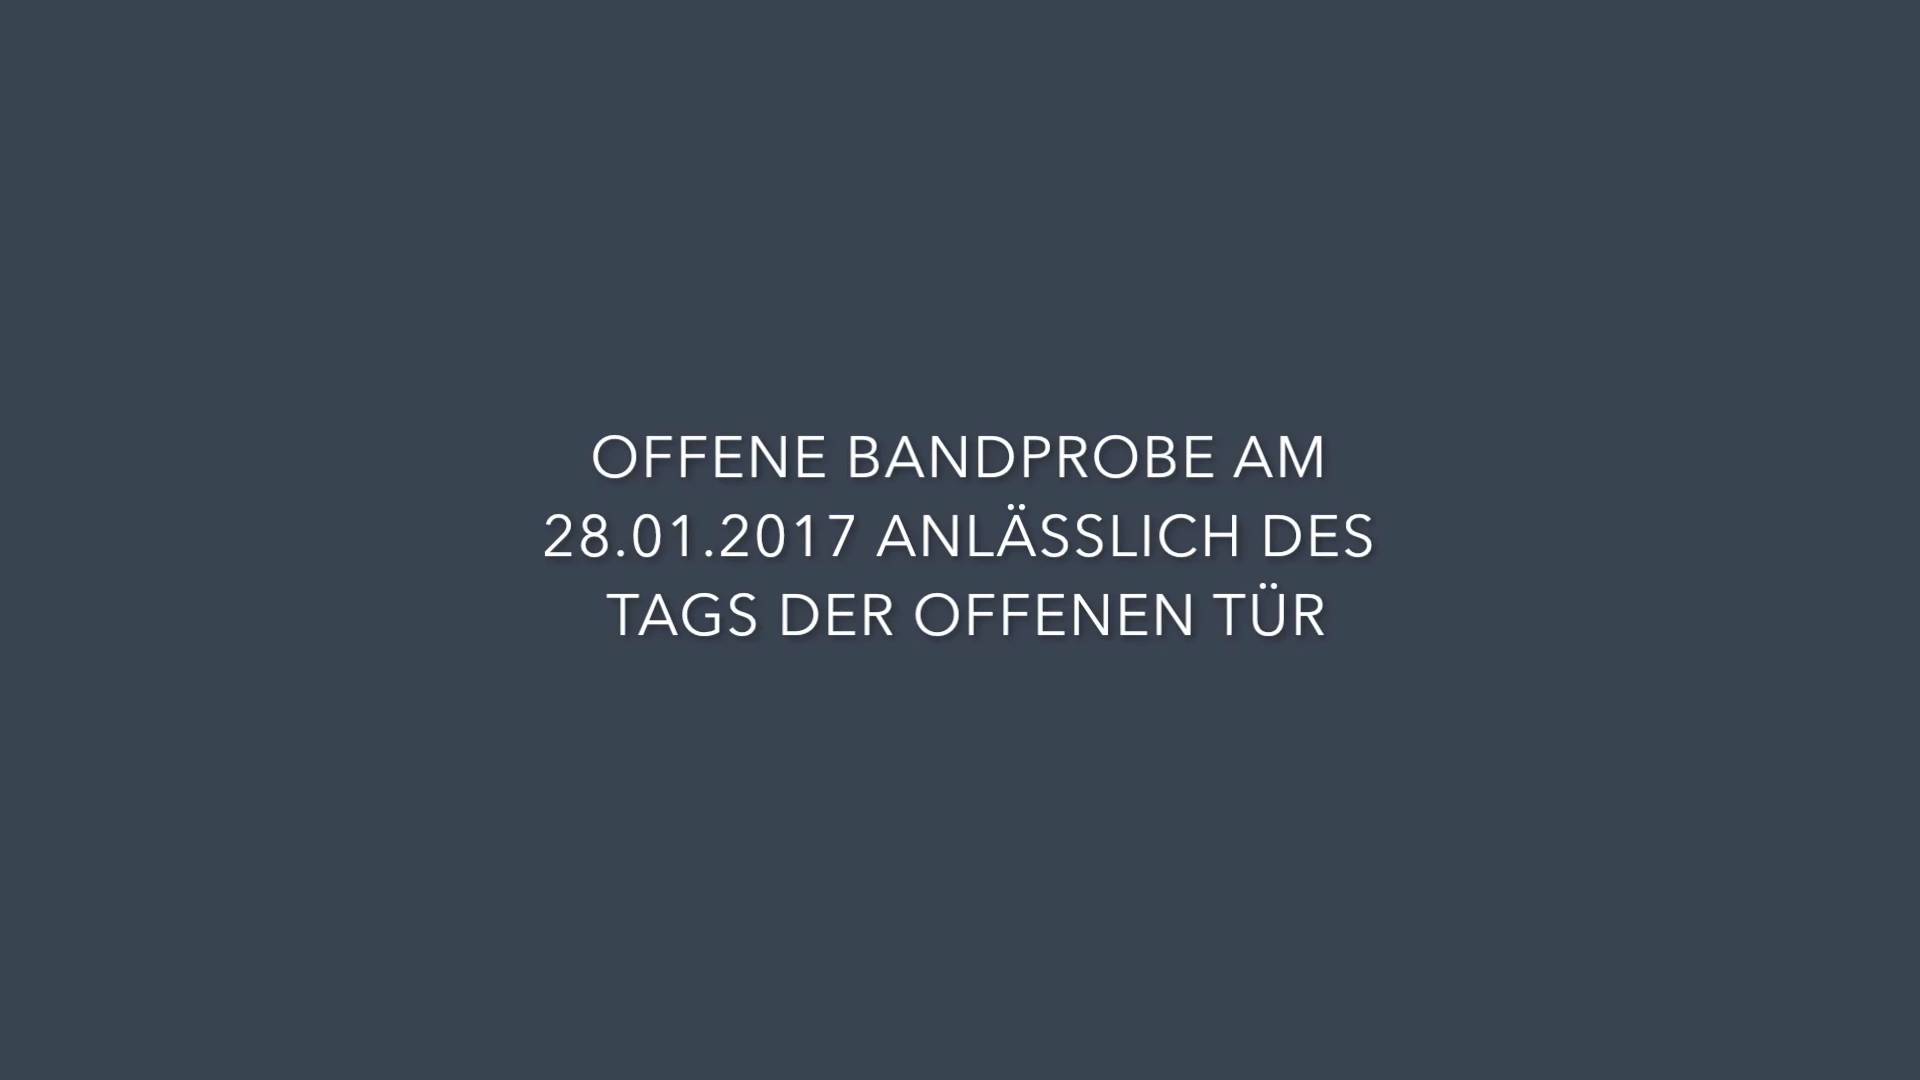 OFFENE BANDPROBE AM
28.01.2017 ANLÄSSLICH DES
TAGS DER OFFENEN TÜR